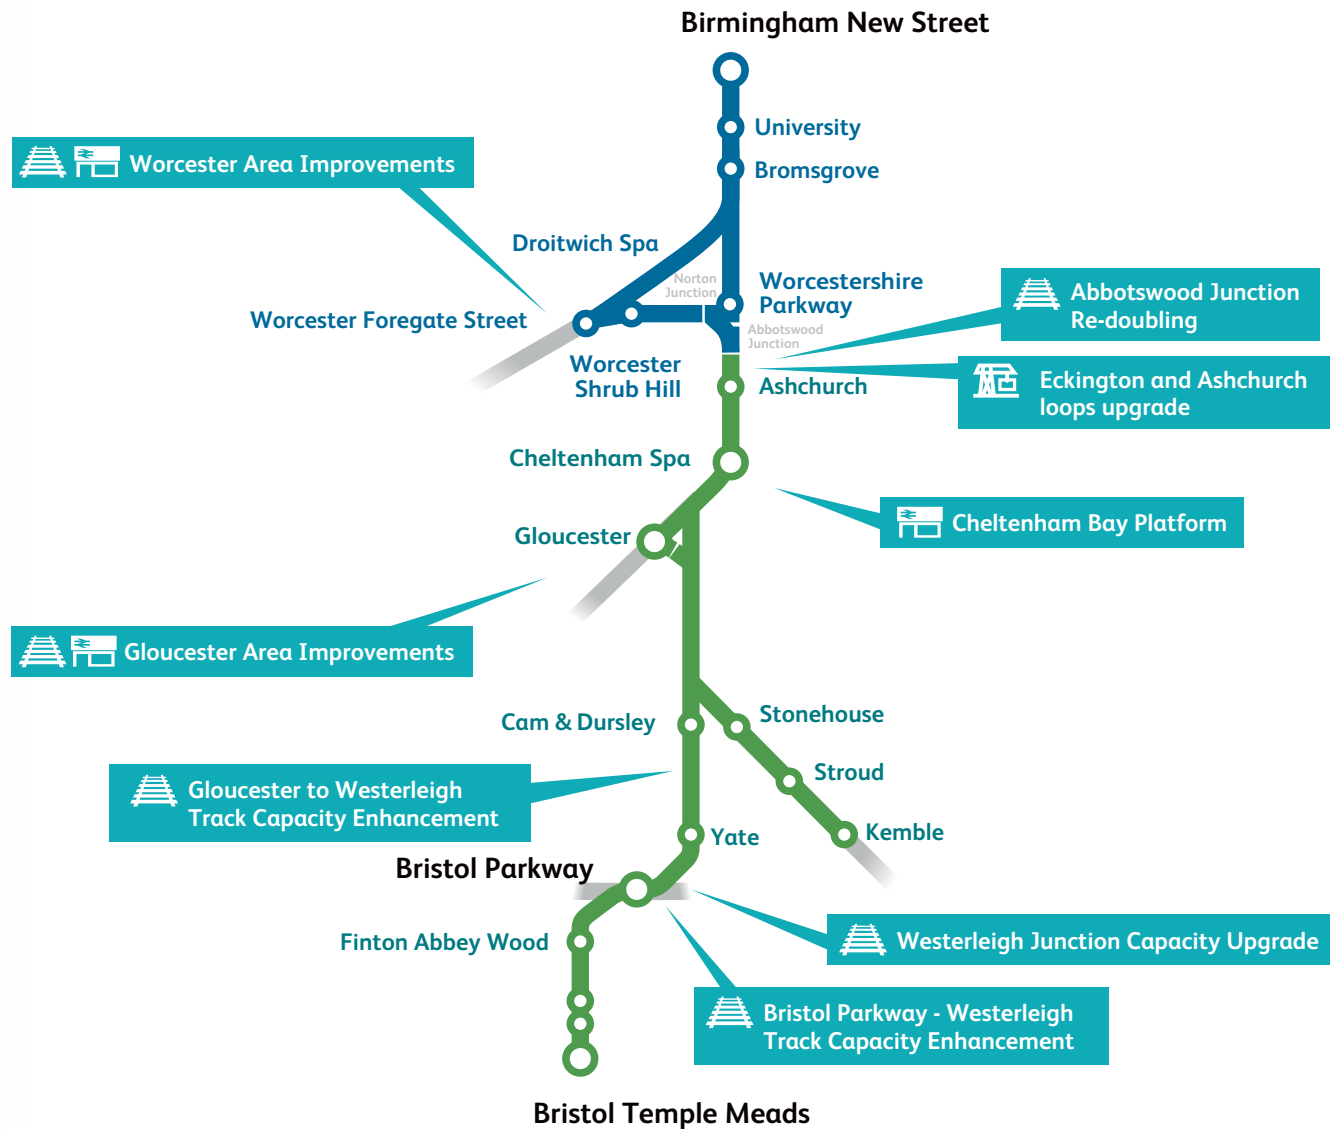 Birmingham New Street
University
Worcester Area Improvements
Bromsgrove
Droitwich Spa
Norton
Junction
Worcestershire
Parkway
Abbotswood Junction
Re-doubling
Worcester Foregate Street
Abbotswood
Junction
Worcester
Shrub Hill
Ashchurch
Eckington and Ashchurch
loops upgrade
Cheltenham Spa
Cheltenham Bay Platform
Gloucester
Gloucester Area Improvements
Cam & Dursley
Stonehouse
Stroud
Gloucester to Westerleigh
Track Capacity Enhancement
Yate
Kemble
Bristol Parkway
Finton Abbey Wood
Westerleigh Junction Capacity Upgrade
Bristol Parkway - Westerleigh
Track Capacity Enhancement
Bristol Temple Meads